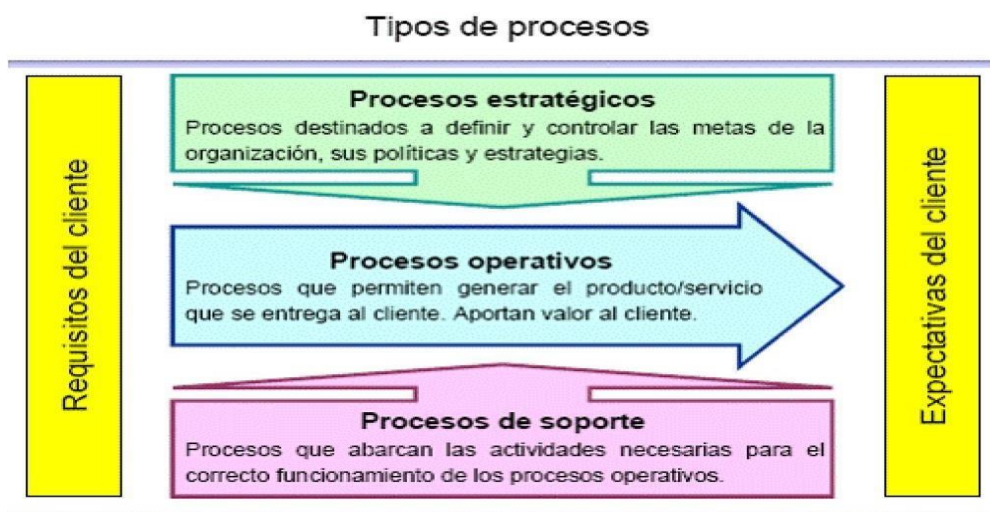 Tipos de procesos
Requisitos del cliente
Procesos estratégicos
Procesos destinados a definir y controlar las metas de la
organización, sus políticas y estrategias.
Procesos operativos
Procesos que permiten generar el producto/servicio
que se entrega al cliente. Aportan valor al cliente.
Procesos de soporte
Procesos que abarcan las actividades necesarias para el
correcto funcionamiento de los procesos operativos.
Expectativas del cliente